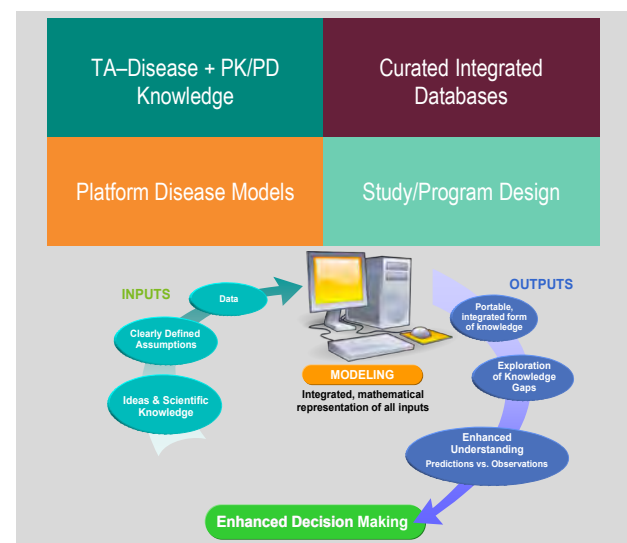 TA–Disease + PK/PD
Knowledge
Curated Integrated
Databases
Platform Disease Models
Study/Program Design
INPUTS
Data
Clearly Defined
Assumptions
Ideas & Scientific
Knowledge
MODELING
Integrated, mathematical
representation of all inputs
OUTPUTS
Portable,
integrated form
of knowledge
Exploration
of Knowledge
Gaps
Enhanced
Understanding
Predictions vs. Observations
Enhanced Decision Making